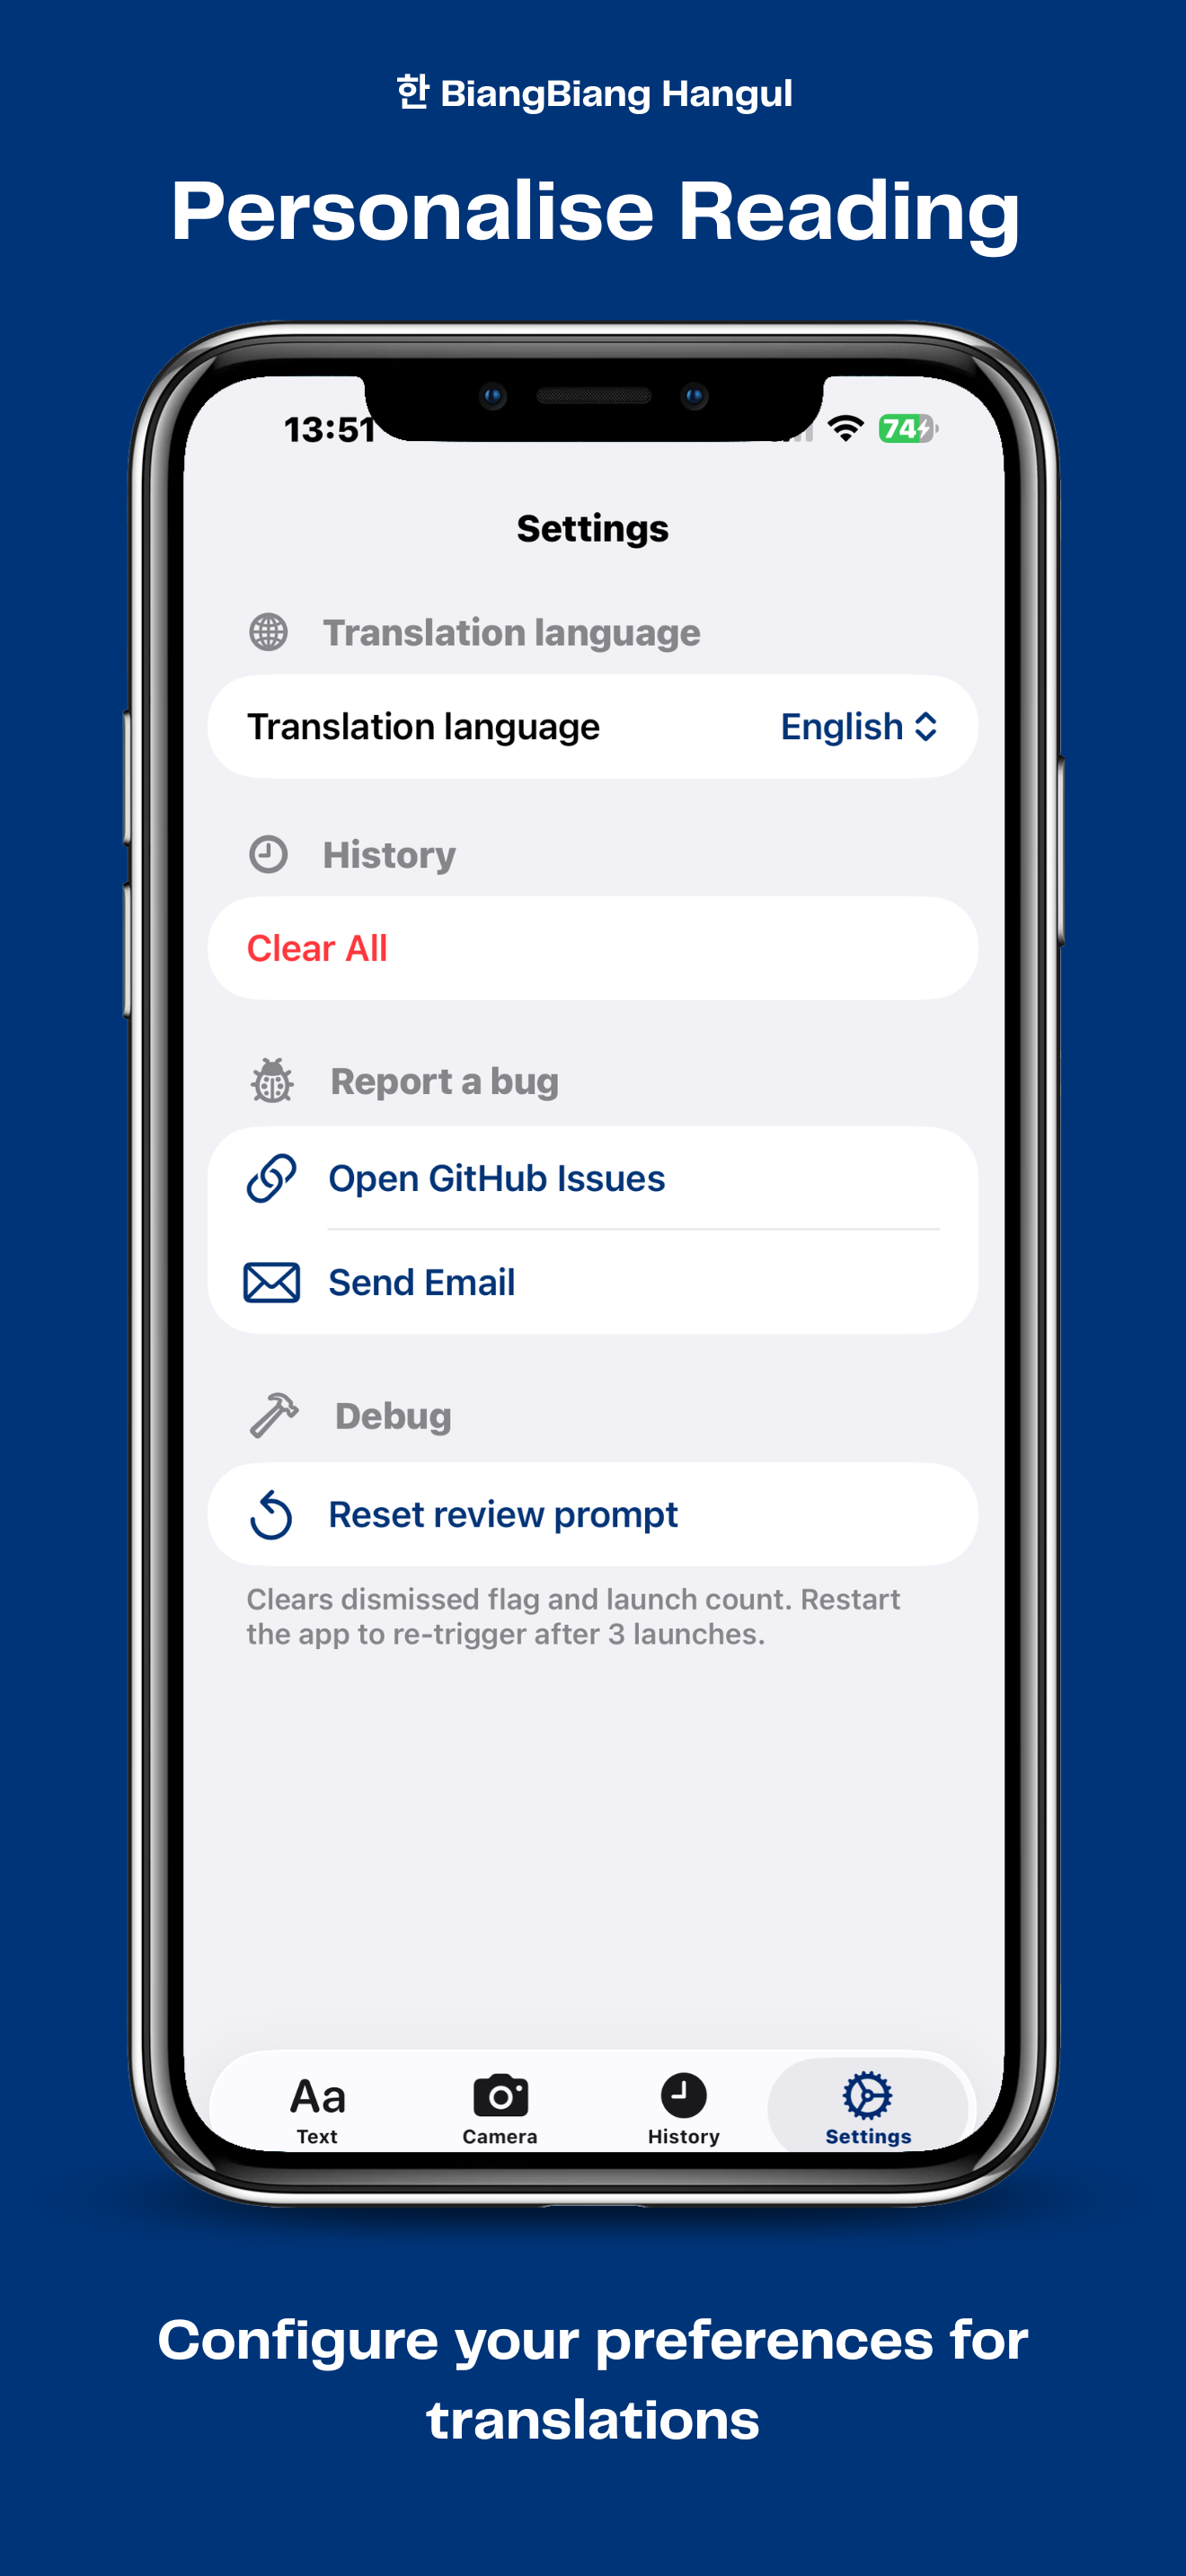 한 BiangBiang Hangul
Personalise Reading
13:51
74
Settings
Translation language
Translation language English
History
Clear All
Report a bug
Open GitHub Issues
Send Email
Debug
Reset review prompt
Clears dismissed flag and launch count. Restart
the app to re-trigger after 3 launches.
Aa
Text Camera History Settings
Configure your preferences for
translations